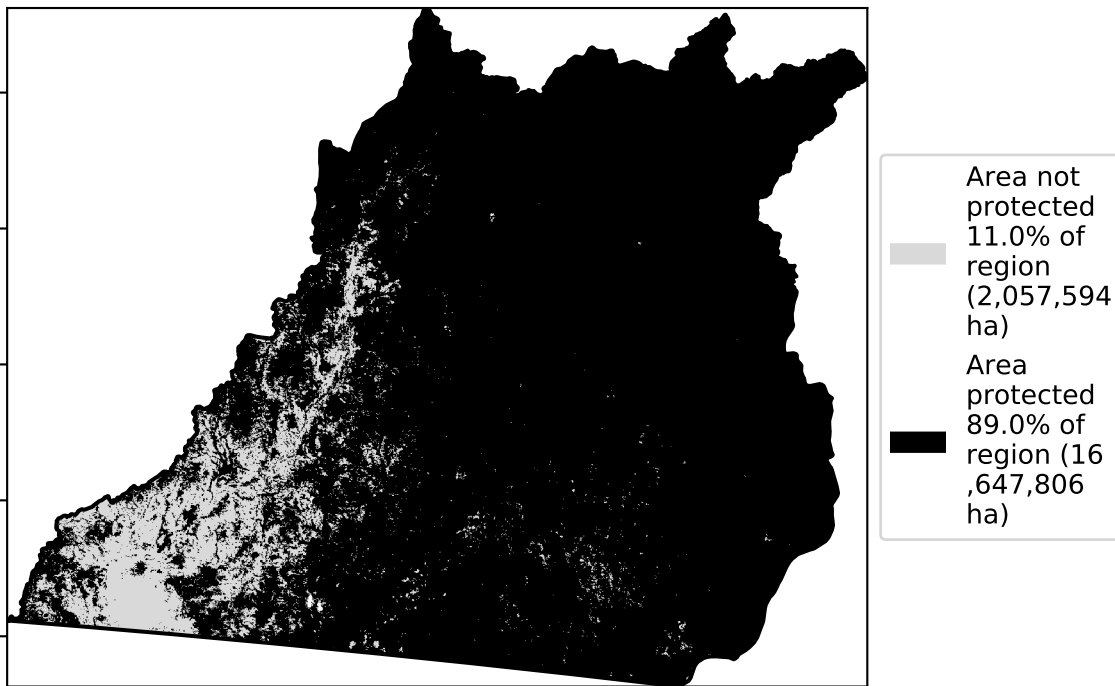 Area not
protected
11.0% of
region
(2,057,594
ha)
Area
protected
89.0% of
region (16
,647,806
ha)